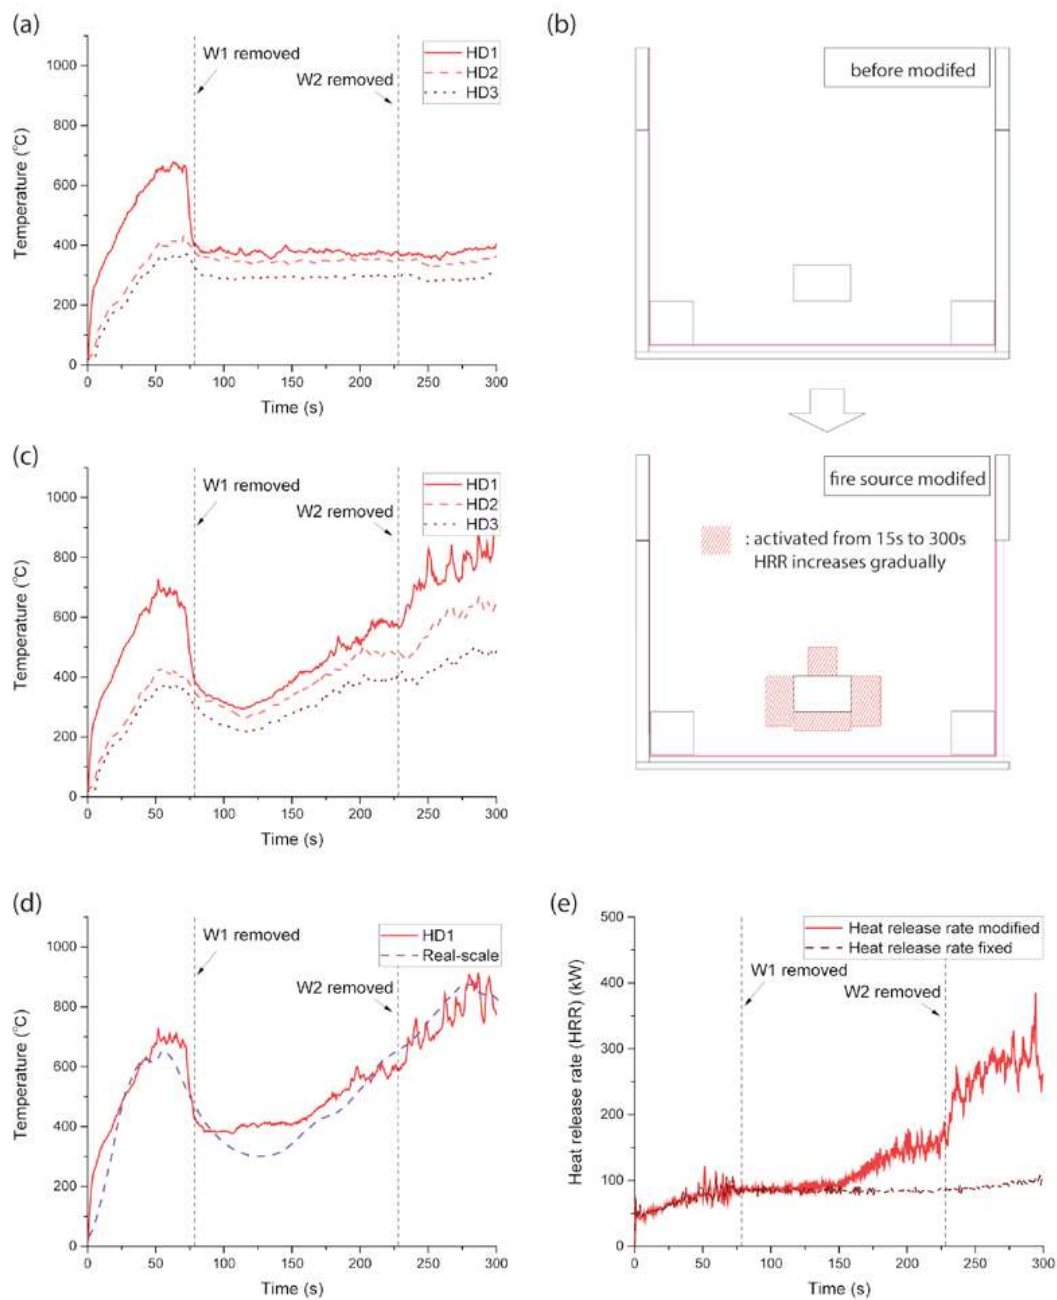 (a)
1000
800
600
400
200
0
Temperature (°C)
0 50 100 150 200 250 300
Time (s)
W1 removed
W2 removed
HD1
HD2
HD3
(b)
before modifed
fire source modifed
: activated from 15s to 300s
HRR increases gradually
(c)
1000
800
600
400
200
0
Temperature (°C)
0 50 100 150 200 250 300
Time (s)
W1 removed
W2 removed
HD1
HD2
HD3
(d)
1000
800
600
400
200
0
Temperature (°C)
0 50 100 150 200 250 300
Time (s)
W1 removed
W2 removed
HD1
Real-scale
(e)
500
400
300
200
100
0
Heat release rate (HRR) (kW)
0 50 100 150 200 250 300
Time (s)
Heat release rate modified
Heat release rate fixed
W1 removed
W2 removed